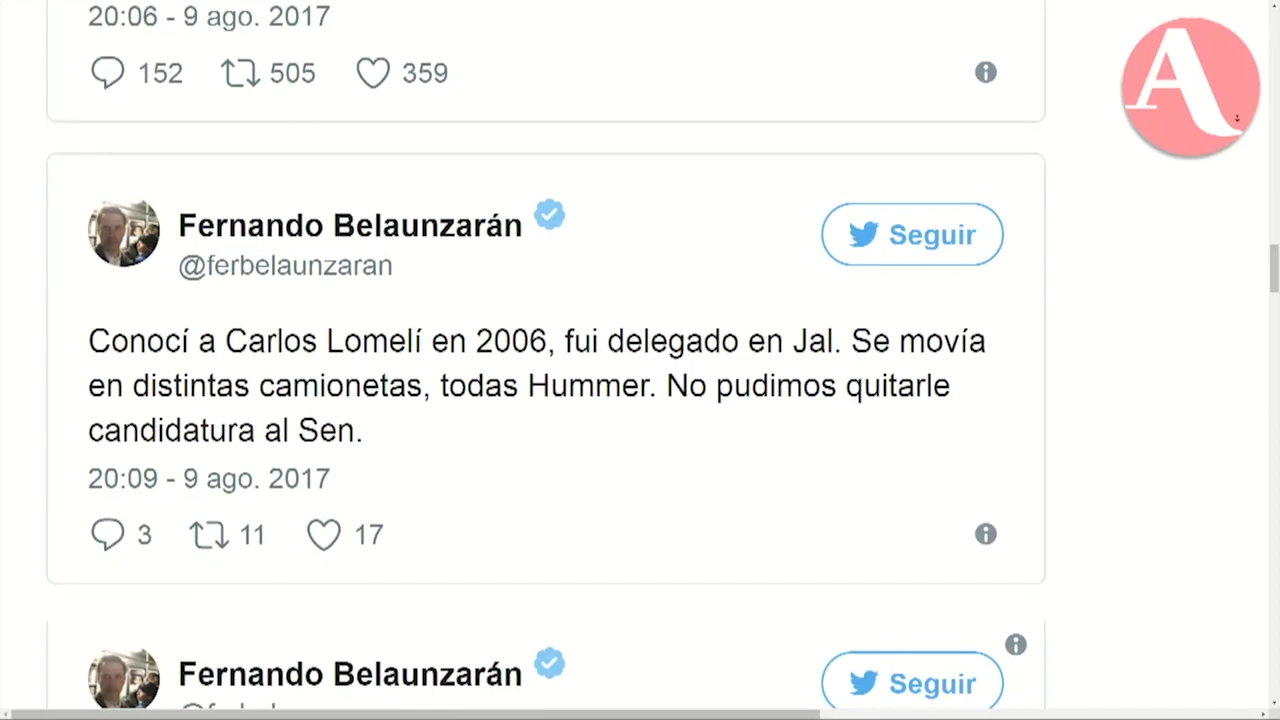 20:06 - 9 ago. 2017
152 505 359
A
Fernando Belaunzarán
@ferbelaunzaran
Seguir
Conocí a Carlos Lomelí en 2006, fui delegado en Jal. Se movía
en distintas camionetas, todas Hummer. No pudimos quitarle
candidatura al Sen.
20:09 - 9 ago. 2017
3 11 17
Fernando Belaunzarán
Seguir